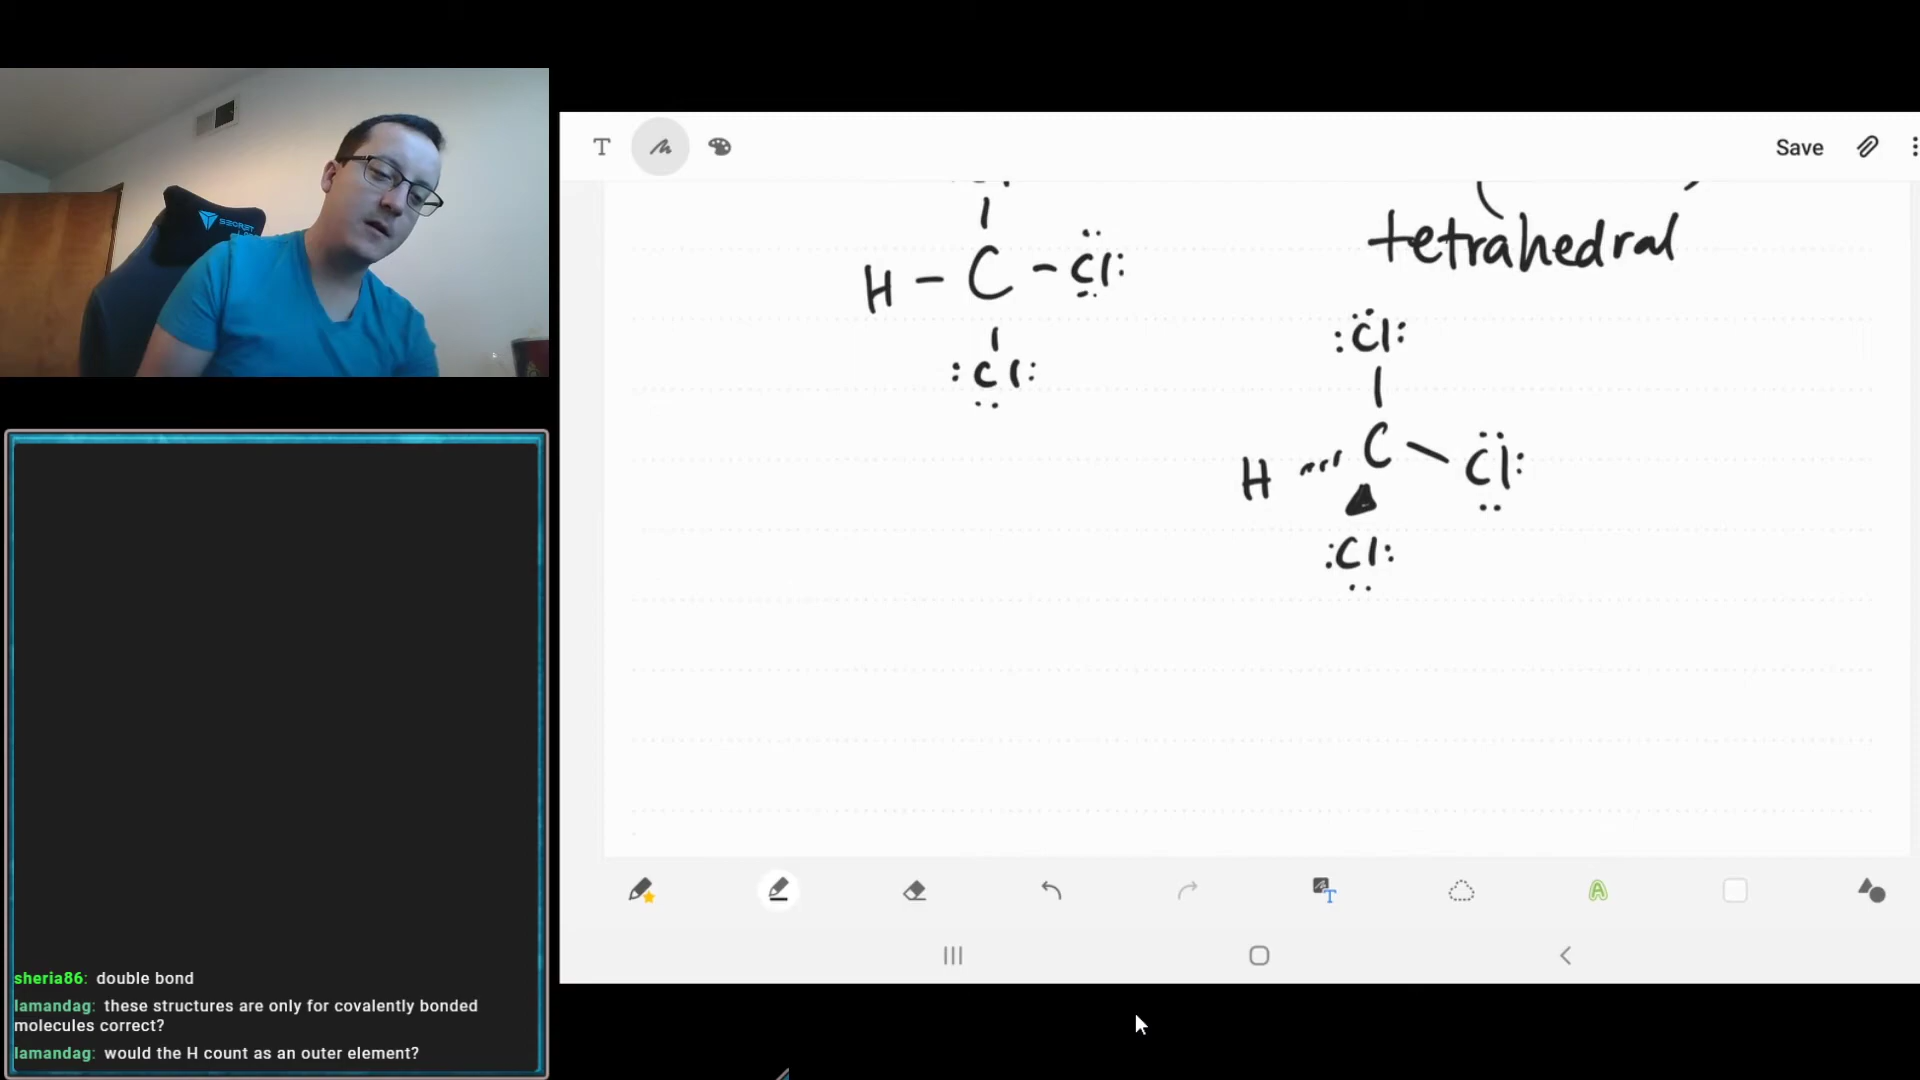 SECRET
T
Save
H - C - Cl:
tetrahedral
:Cl:
:Cl:
H C Cl:
:Cl:
sheria86: double bond
lamandag: these structures are only for covalently bonded
molecules correct?
lamandag: would the H count as an outer element?